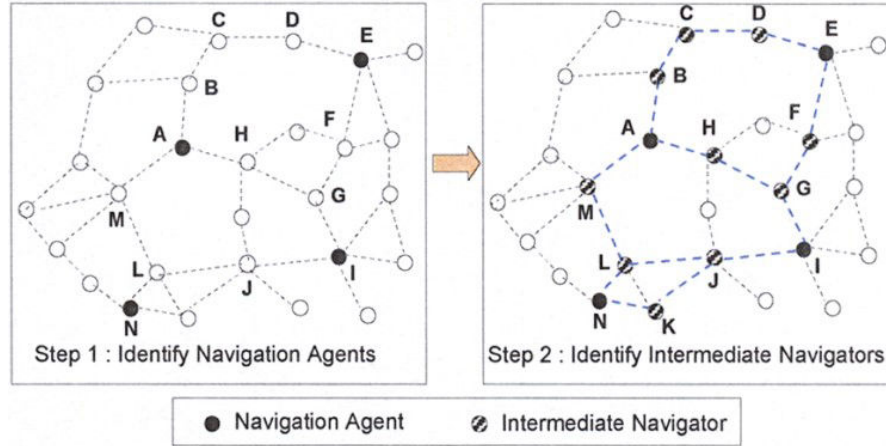 C D
E
B
F
A H
G
M
L
J
I
N
Step 1 : Identify Navigation Agents
C D
E
B
F
A H
G
M
L
J
I
N
K
Step 2 : Identify Intermediate Navigators
Navigation Agent Intermediate Navigator